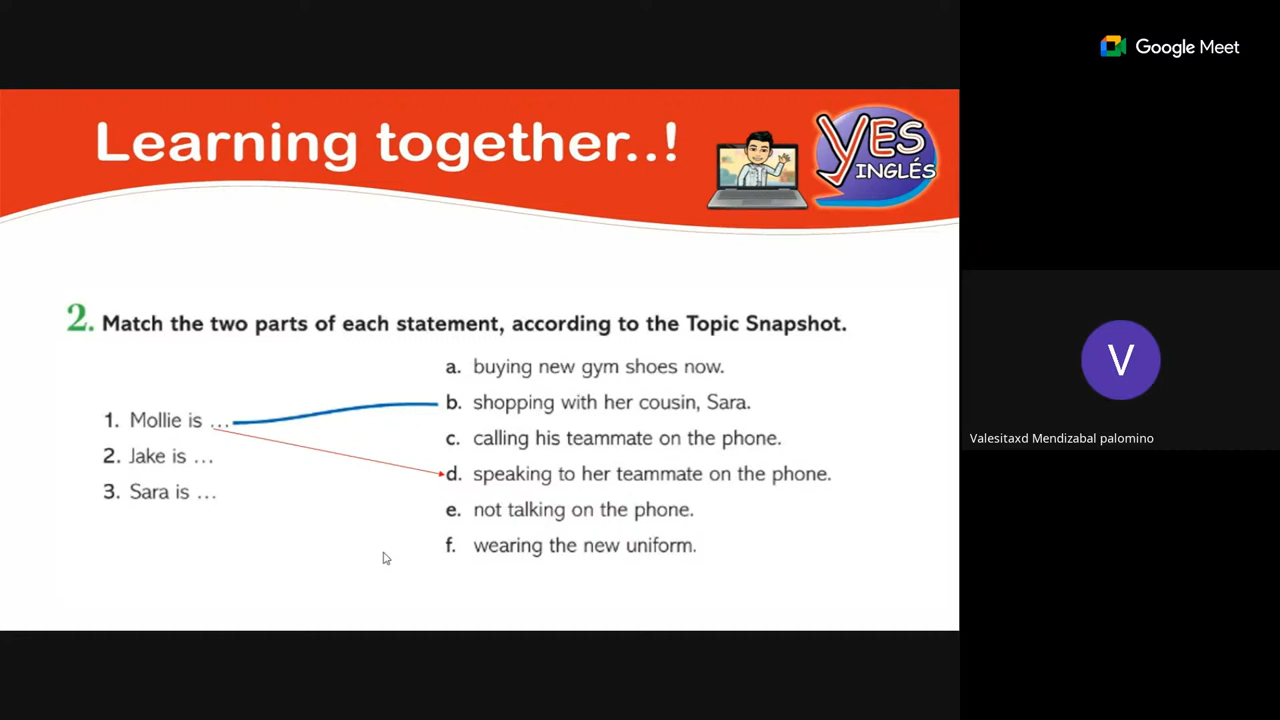 Google Meet
Learning together..!
YES
INGLÉS
2. Match the two parts of each statement, according to the Topic Snapshot.
a. buying new gym shoes now.
b. shopping with her cousin, Sara.
1. Mollie is ...
c. calling his teammate on the phone.
2. Jake is ...
d. speaking to her teammate on the phone.
3. Sara is ...
e. not talking on the phone.
f. wearing the new uniform.
V
Valesitaxd Mendizabal palomino